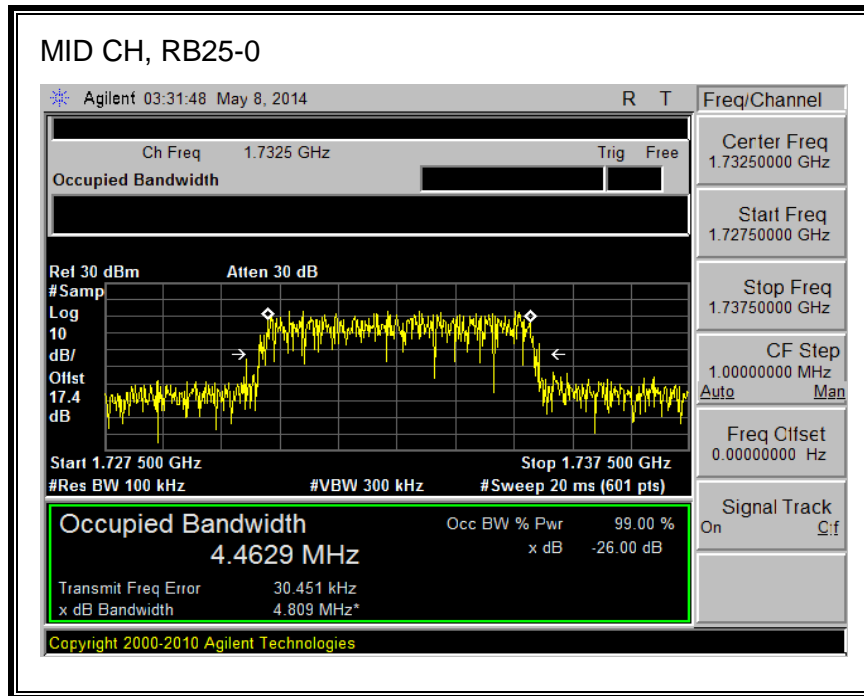 MID CH, RB25-0
Agilent 03:31:48 May 8, 2014 R T
Freq/Channel
Ch Freq 1.7325 GHz Trig Free
Occupied Bandwidth
Center Freq
1.73250000 GHz
Start Freq
1.72750000 GHz
Stop Freq
1.73750000 GHz
CF Step
1.00000000 MHz
Auto Man
Freq Offset
0.00000000 Hz
Signal Track
On Off
Ref 30 dBm Atten 30 dB
#Samp
Log
10
dB/
Offst
17.4
dB
Start 1.727 500 GHz Stop 1.737 500 GHz
#Res BW 100 kHz #VBW 300 kHz #Sweep 20 ms (601 pts)
Occupied Bandwidth
4.4629 MHz
Occ BW % Pwr 99.00 %
x dB -26.00 dB
Transmit Freq Error 30.451 kHz
x dB Bandwidth 4.809 MHz*
Copyright 2000-2010 Agilent Technologies